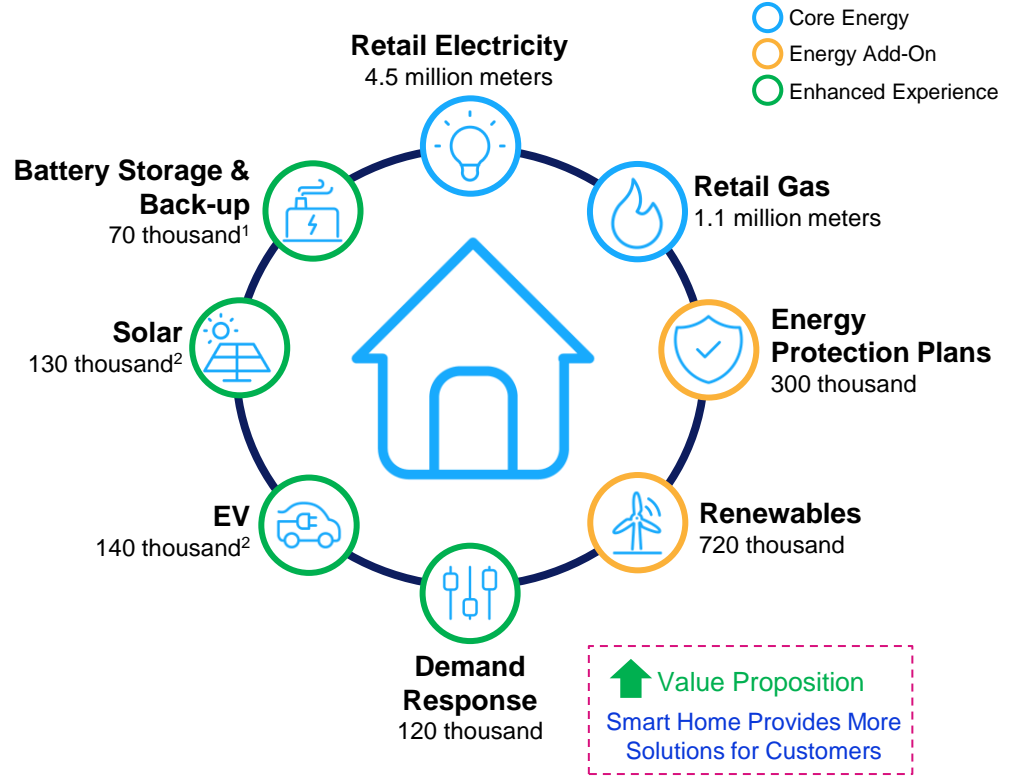 Core Energy
Energy Add-On
Enhanced Experience
Retail Electricity
4.5 million meters
Retail Gas
1.1 million meters
Energy
Protection Plans
300 thousand
Renewables
720 thousand
Demand
Response
120 thousand
EV
140 thousand²
Solar
130 thousand²
Battery Storage &
Back-up
70 thousand¹
Value Proposition
Smart Home Provides More
Solutions for Customers